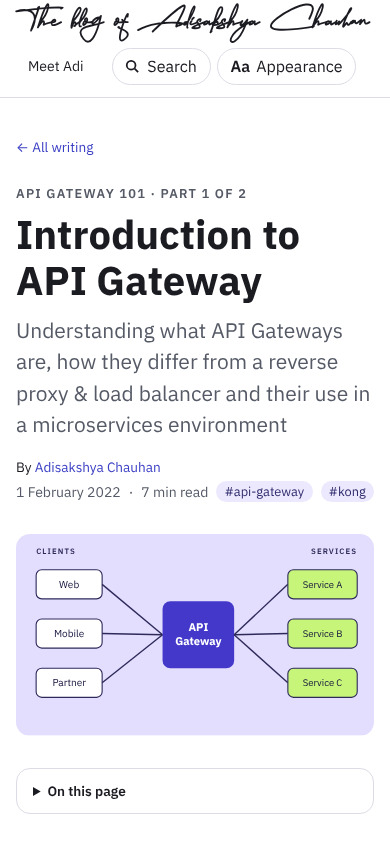 The blog of Adisakshya Chauhan
Meet Adi
Search
Aa Appearance
← All writing
API GATEWAY 101 · PART 1 OF 2
Introduction to
API Gateway
Understanding what API Gateways
are, how they differ from a reverse
proxy & load balancer and their use in
a microservices environment
By Adisakshya Chauhan
1 February 2022 · 7 min read #api-gateway #kong
CLIENTS
SERVICES
Web
Mobile
Partner
API
Gateway
Service A
Service B
Service C
On this page